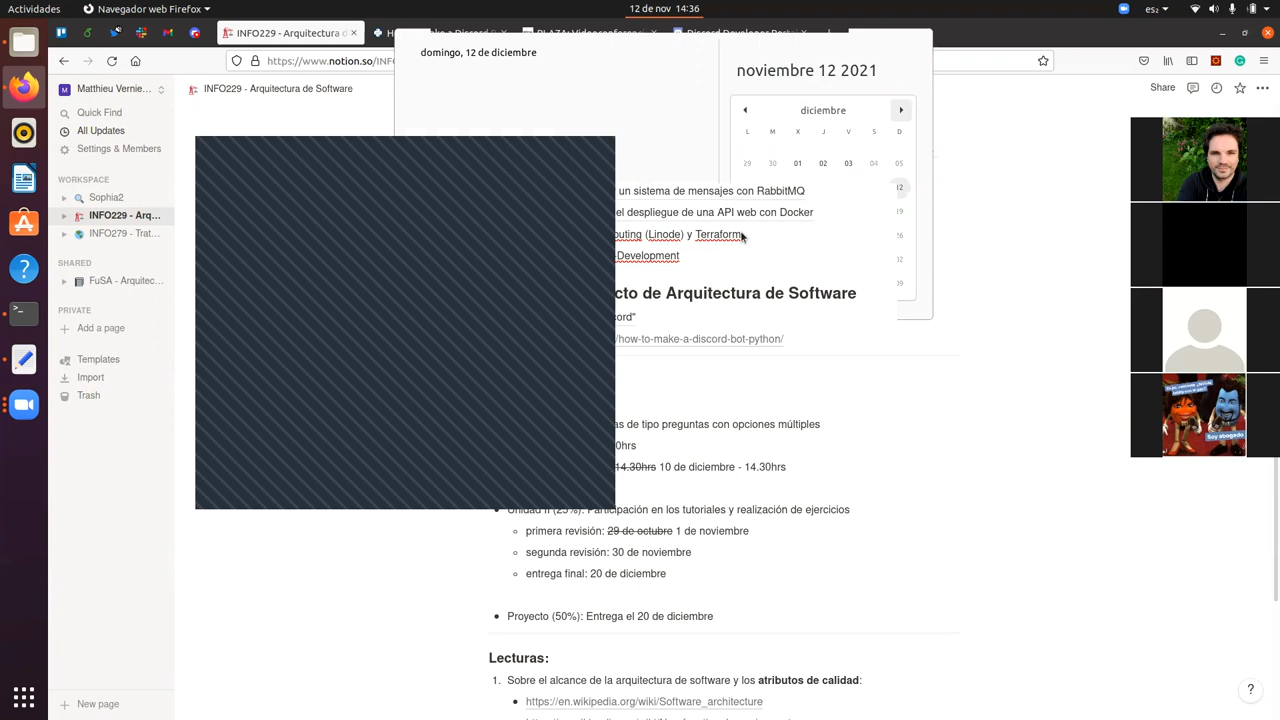 Actividades
Navegador web Firefox
12 de nov 14:36
es₂
INFO229 - Arquitectura d
https://www.notion.so/INF
domingo, 12 de diciembre
noviembre 12 2021
diciembre
L M X J V S D
29 30 01 02 03 04 05
12
19
26
02
09
Matthieu Vernie...
INFO229 - Arquitectura de Software
Share
Quick Find
All Updates
Settings & Members
WORKSPACE
Sophia2
INFO229 - Arq...
INFO279 - Trat...
SHARED
FuSA - Arquitec...
PRIVATE
Add a page
Templates
Import
Trash
New page
un sistema de mensajes con RabbitMQ
el despliegue de una API web con Docker
puting (Linode) y Terraform
-Development
cto de Arquitectura de Software
cord"
/how-to-make-a-discord-bot-python/
as de tipo preguntas con opciones múltiples
0hrs
14.30hrs 10 de diciembre - 14.30hrs
Unidad II (25%): Participación en los tutoriales y realización de ejercicios
primera revisión: 29 de octubre 1 de noviembre
segunda revisión: 30 de noviembre
entrega final: 20 de diciembre
Proyecto (50%): Entrega el 20 de diciembre
Lecturas:
1. Sobre el alcance de la arquitectura de software y los atributos de calidad:
https://en.wikipedia.org/wiki/Software_architecture
Soy abogado
?